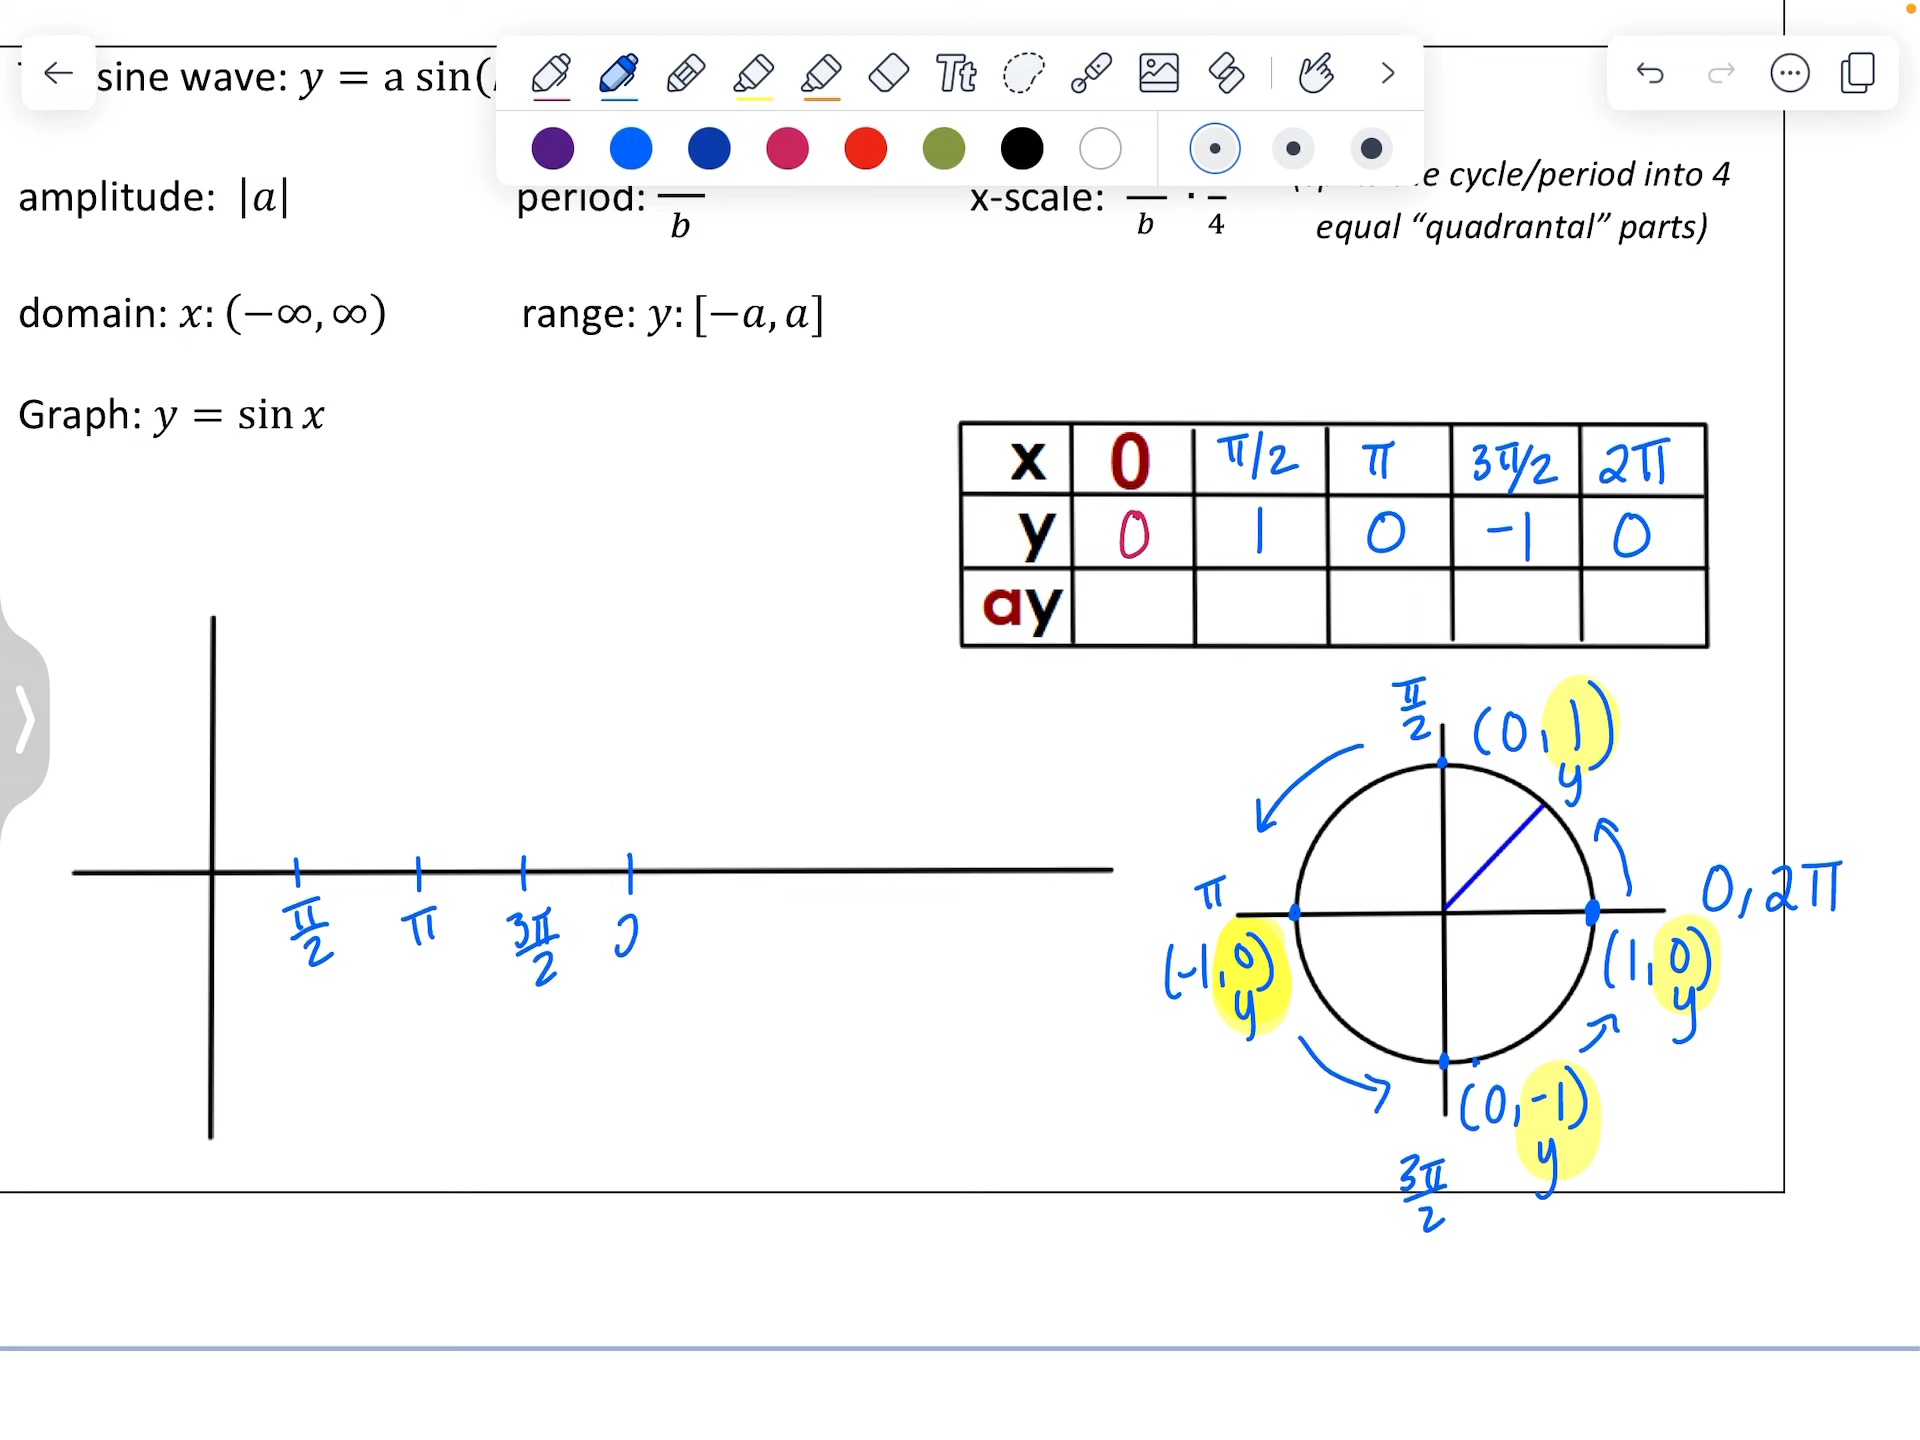 sine wave: y = a sin(
amplitude: |a|
period: — b
x-scale: — b · — 4
e cycle/period into 4
equal “quadrantal” parts)
domain: x: (−∞, ∞)
range: y: [−a, a]
Graph: y = sin x
x 0 π/2 π 3π/2 2π
y 0 1 0 -1 0
ay
π/2 π 3π/2
π/2 (0, 1) y
π 0, 2π
(-1, 0) y (1, 0) y
(0, -1) y
3π/2
Tt